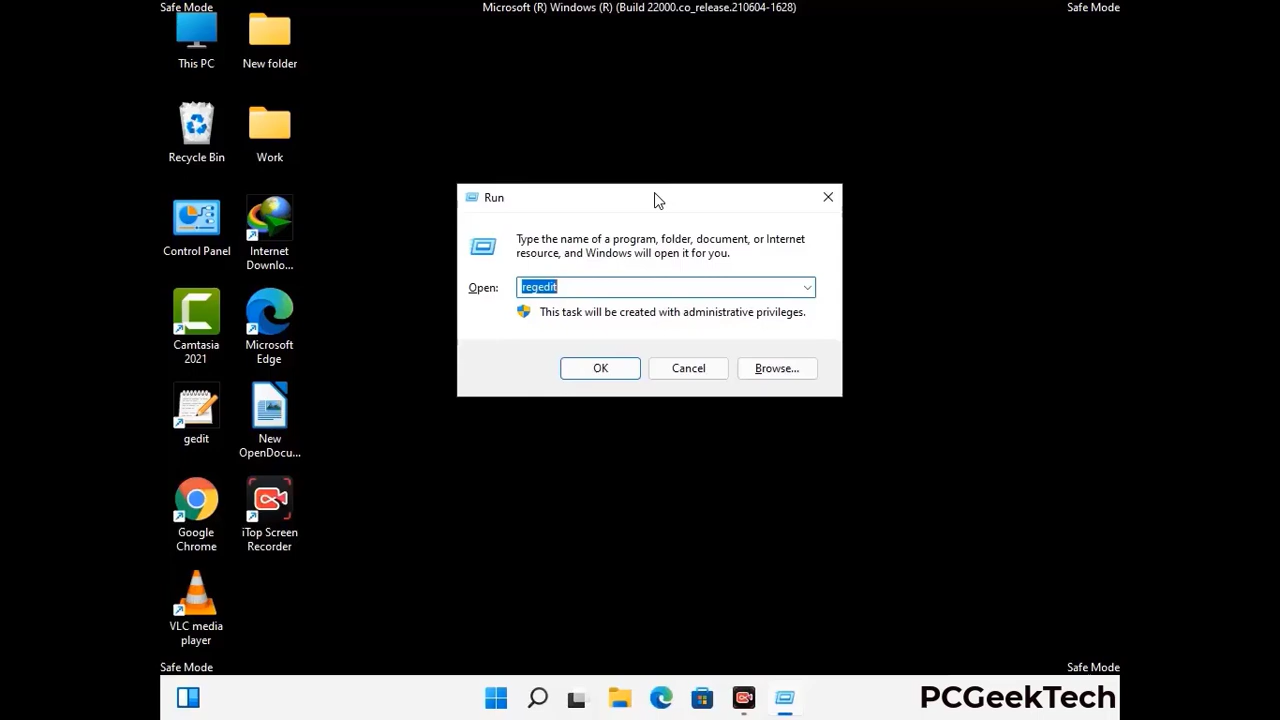 Safe Mode
Microsoft (R) Windows (R) (Build 22000.co_release.210604-1628)
Safe Mode
This PC
New folder
Recycle Bin
Work
Control Panel
Internet
Downlo...
Camtasia
2021
Microsoft
Edge
gedit
New
OpenDocu...
Google
Chrome
iTop Screen
Recorder
VLC media
player
Run
Type the name of a program, folder, document, or Internet
resource, and Windows will open it for you.
Open:
regedit
This task will be created with administrative privileges.
OK
Cancel
Browse...
Safe Mode
Safe Mode
PCGeekTech